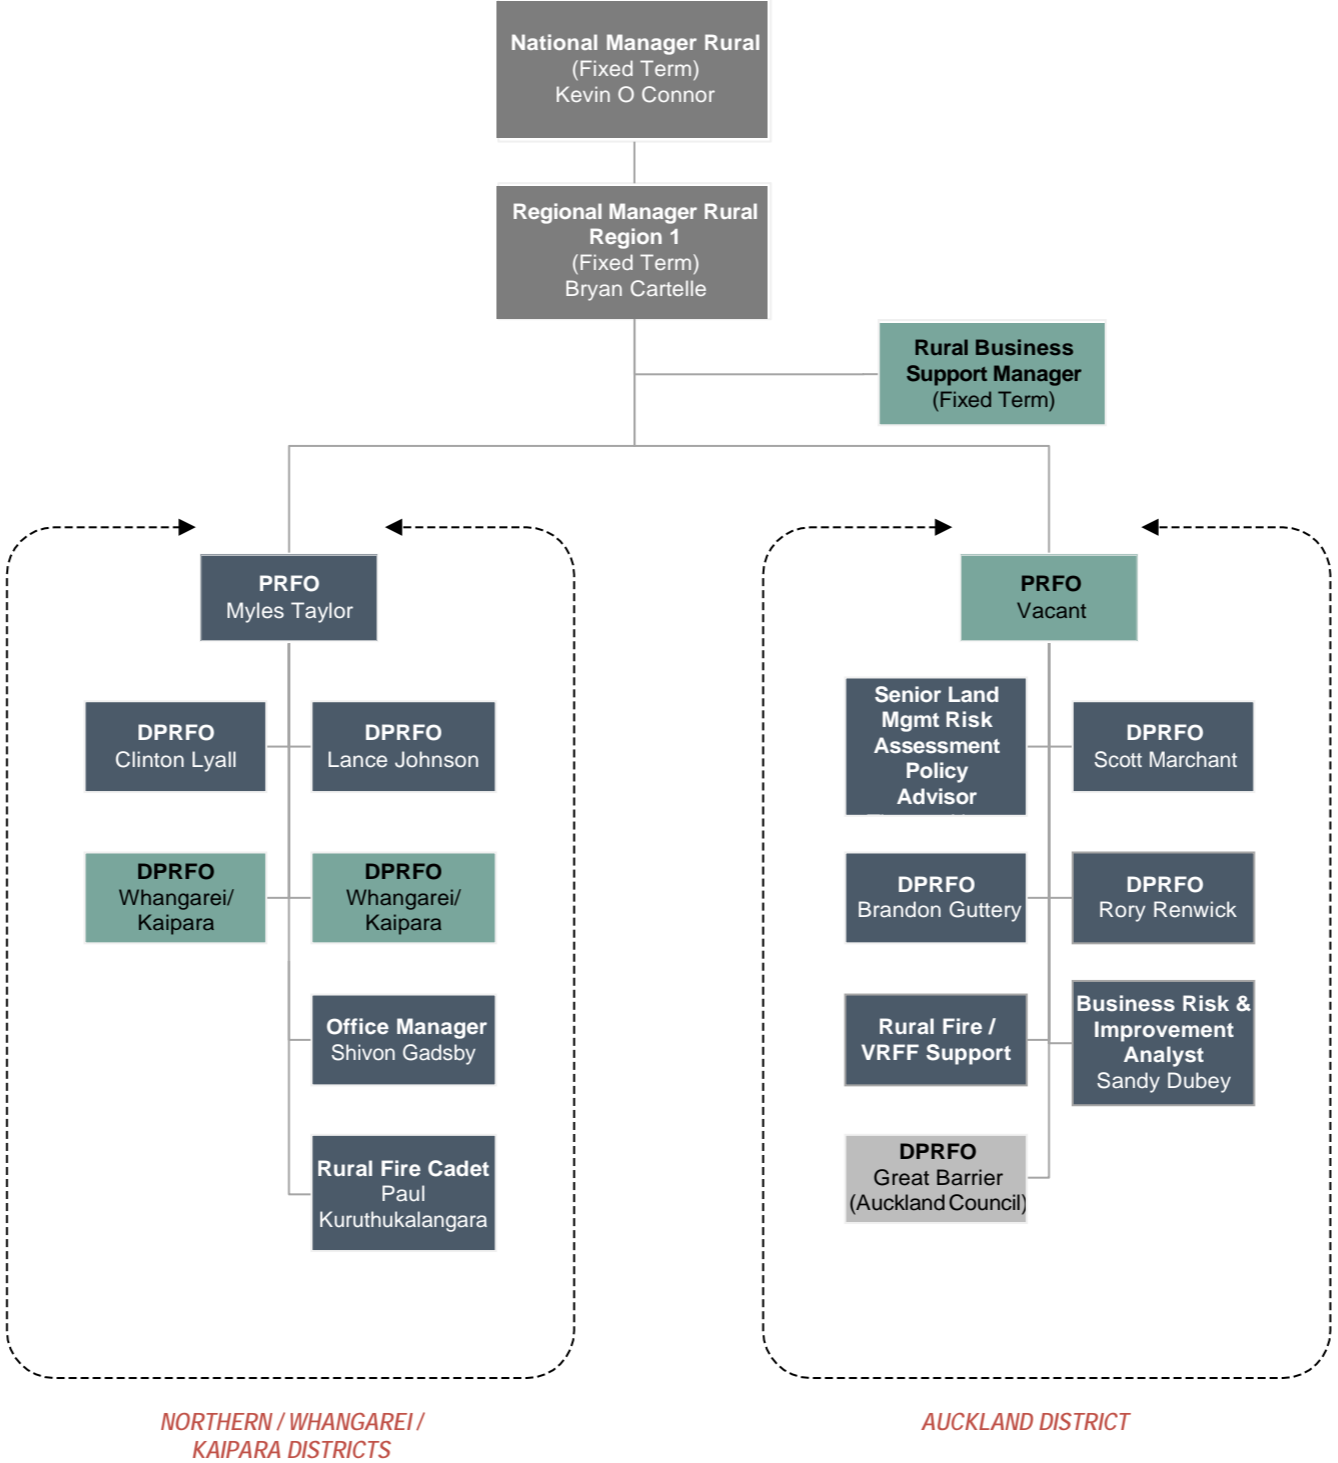 National Manager Rural
(Fixed Term)
Kevin O Connor
Regional Manager Rural
Region 1
(Fixed Term)
Bryan Cartelle
Rural Business
Support Manager
(Fixed Term)
PRFO
Myles Taylor
DPRFO
Clinton Lyall
DPRFO
Lance Johnson
DPRFO
Whangarei/
Kaipara
DPRFO
Whangarei/
Kaipara
Office Manager
Shivon Gadsby
Rural Fire Cadet
Paul
Kuruthukalangara
NORTHERN / WHANGAREI /
KAIPARA DISTRICTS
PRFO
Vacant
Senior Land
Mgmt Risk
Assessment
Policy
Advisor
DPRFO
Scott Marchant
DPRFO
Brandon Guttery
DPRFO
Rory Renwick
Rural Fire /
VRFF Support
Business Risk &
Improvement
Analyst
Sandy Dubey
DPRFO
Great Barrier
(Auckland Council)
AUCKLAND DISTRICT